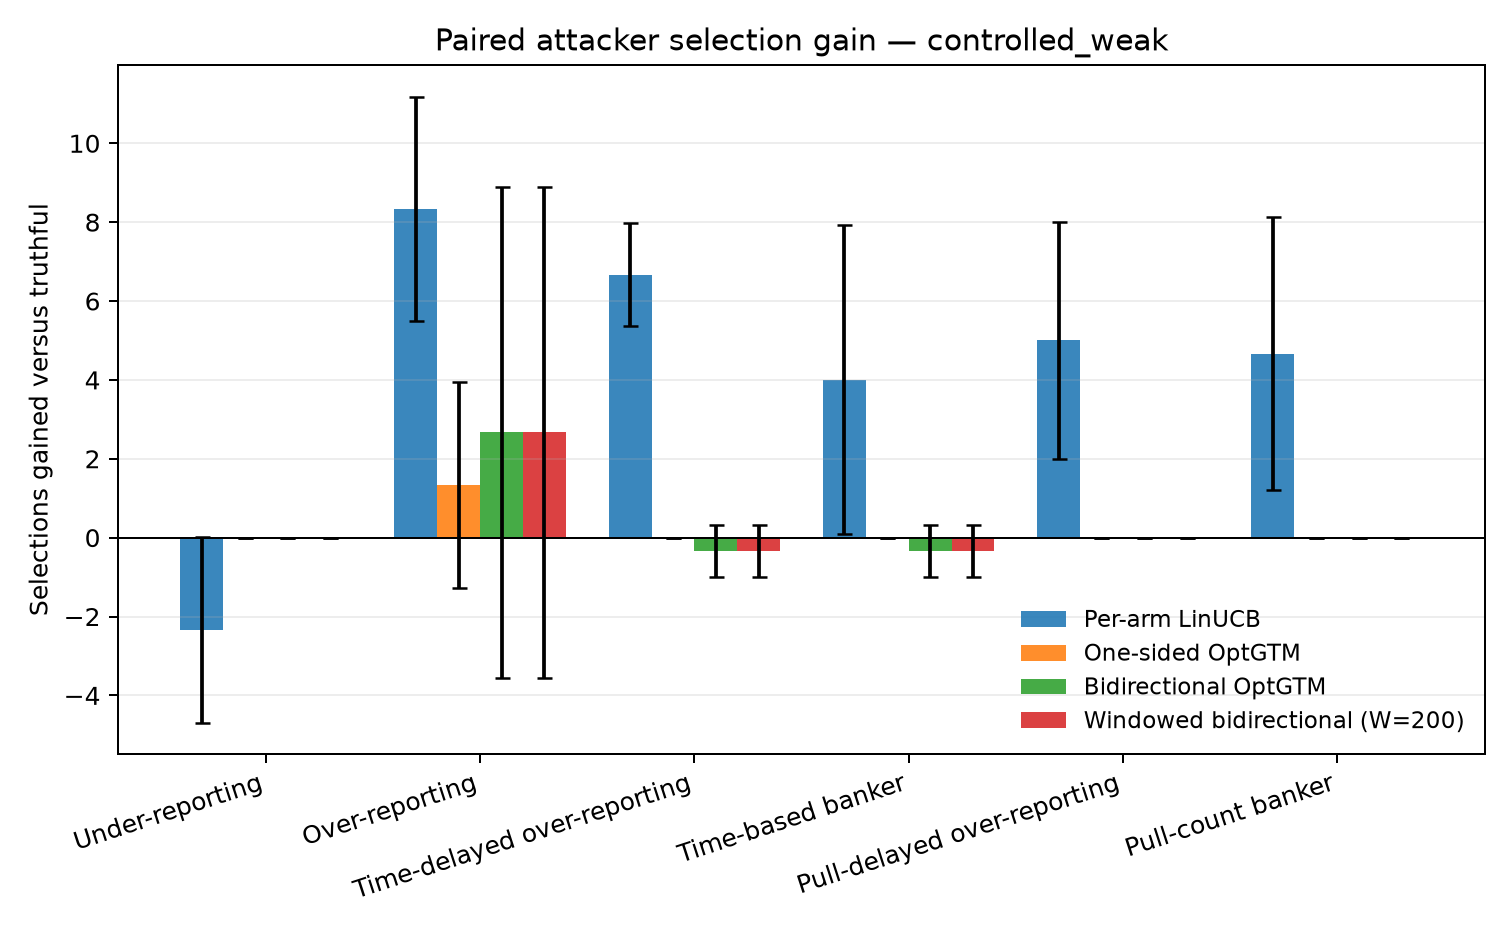 Paired attacker selection gain — controlled_weak
Selections gained versus truthful
10
8
6
4
2
0
−2
−4
Under-reporting
Over-reporting
Time-delayed over-reporting
Time-based banker
Pull-delayed over-reporting
Pull-count banker
Per-arm LinUCB
One-sided OptGTM
Bidirectional OptGTM
Windowed bidirectional (W=200)